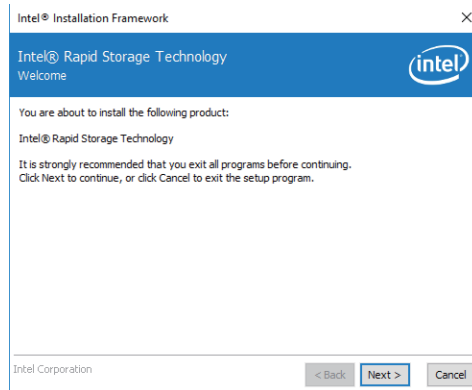 Intel® Installation Framework
Intel® Rapid Storage Technology
Welcome
intel
You are about to install the following product:
Intel® Rapid Storage Technology
It is strongly recommended that you exit all programs before continuing.
Click Next to continue, or click Cancel to exit the setup program.
Intel Corporation
< Back
Next >
Cancel